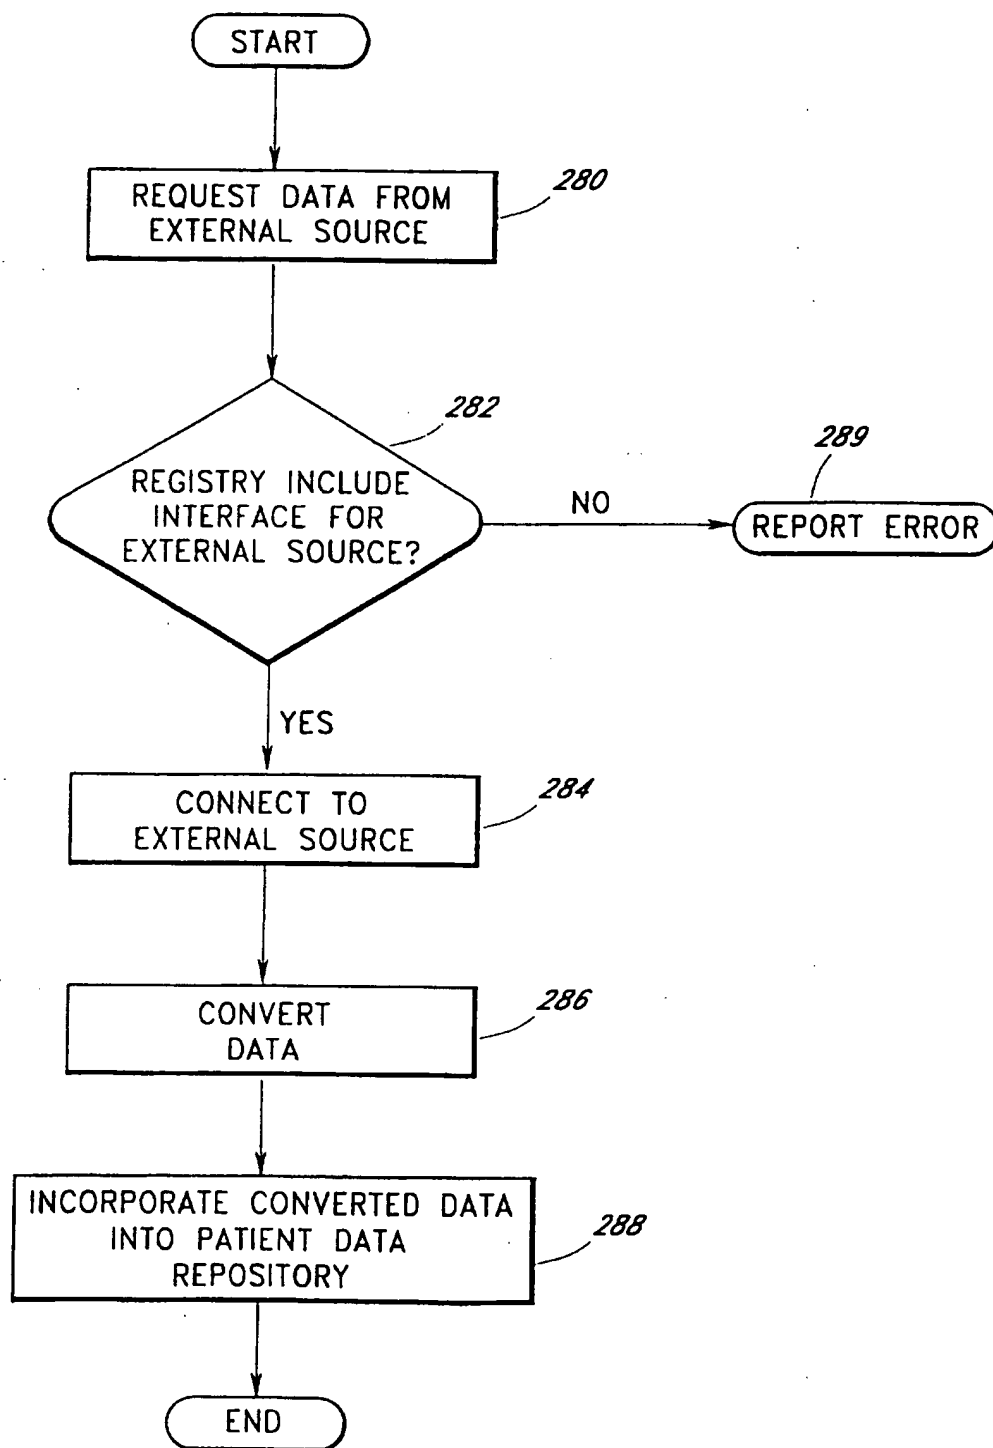 START
REQUEST DATA FROM
EXTERNAL SOURCE
280
282
REGISTRY INCLUDE
INTERFACE FOR
EXTERNAL SOURCE?
NO
289
REPORT ERROR
YES
CONNECT TO
EXTERNAL SOURCE
284
CONVERT
DATA
286
INCORPORATE CONVERTED DATA
INTO PATIENT DATA
REPOSITORY
288
END